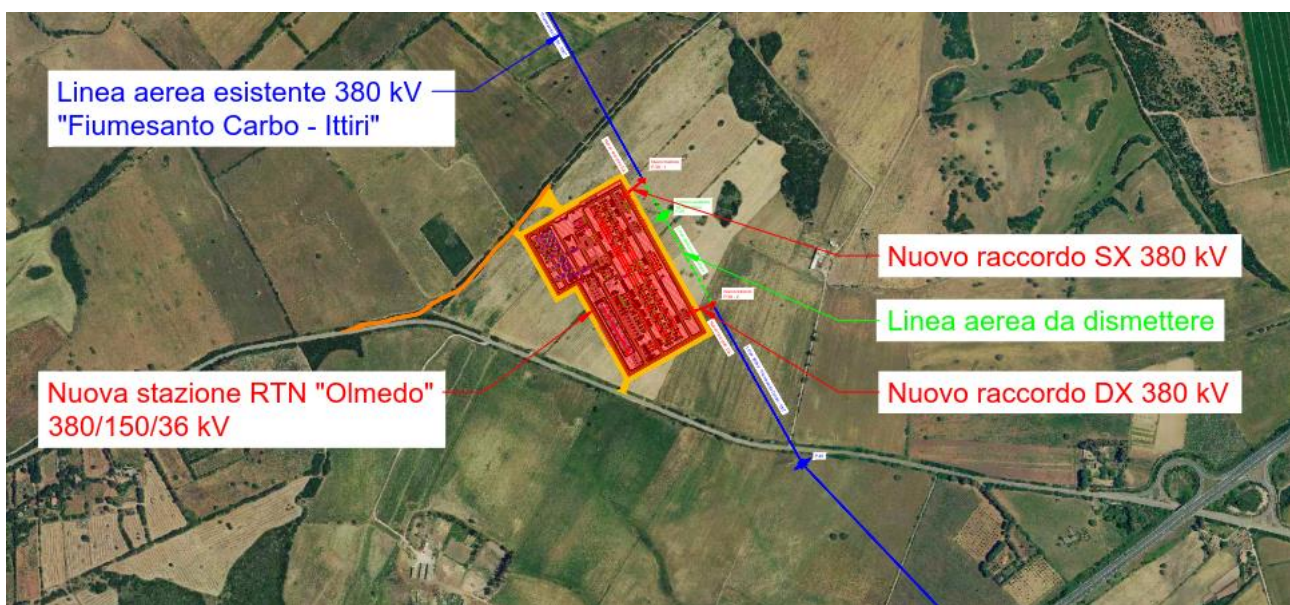 Linea aerea esistente 380 kV
"Fiumesanto Carbo - Ittiri"
Nuovo raccordo SX 380 kV
Linea aerea da dismettere
Nuova stazione RTN "Olmedo"
380/150/36 kV
Nuovo raccordo DX 380 kV